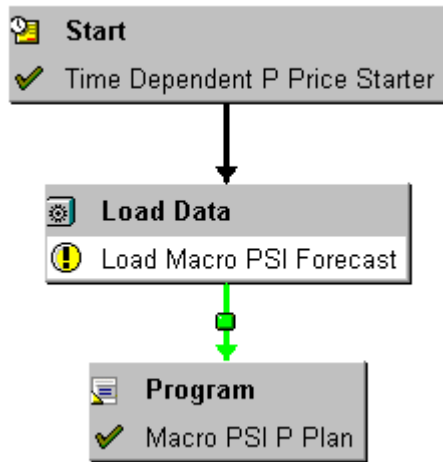 Start
Time Dependent P Price Starter
Load Data
Load Macro PSI Forecast
Program
Macro PSI P Plan